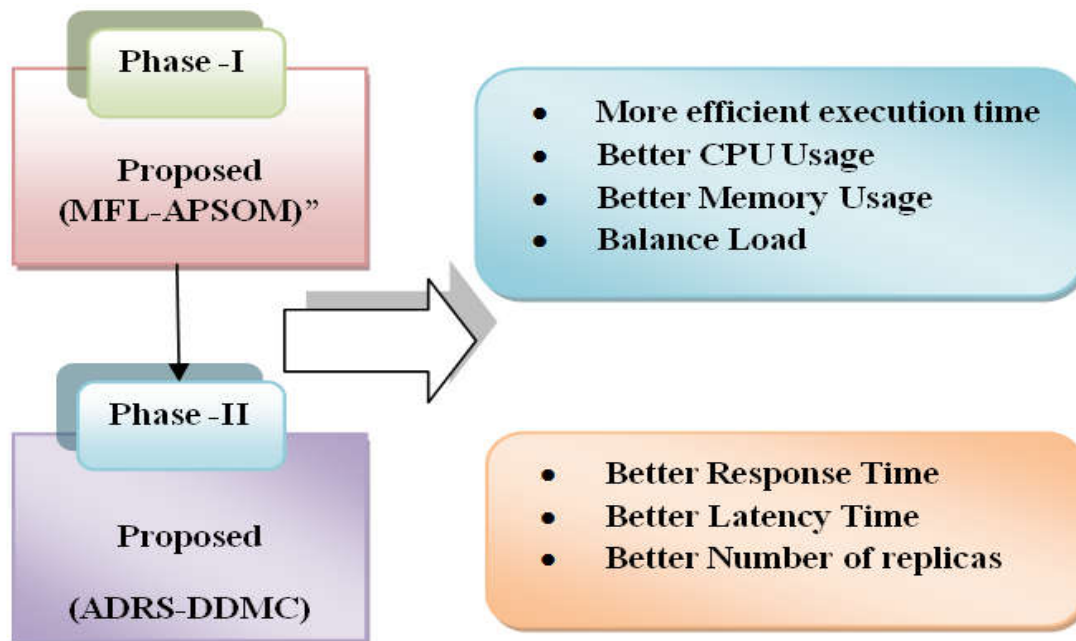 Phase -I
Proposed
(MFL-APSOM)”
• More efficient execution time
• Better CPU Usage
• Better Memory Usage
• Balance Load
Phase -II
Proposed
(ADRS-DDMC)
• Better Response Time
• Better Latency Time
• Better Number of replicas